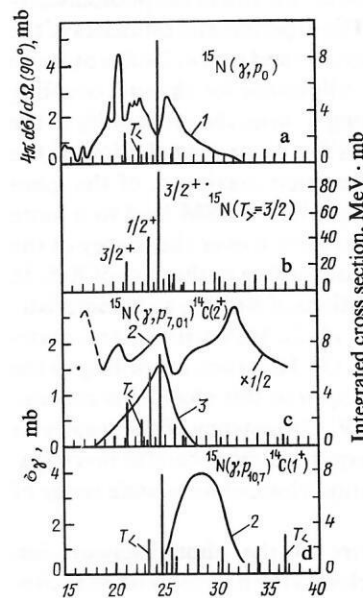 4π dσ/dΩ(90°), mb
6
4
2
0
8
4
0
¹⁵N(γ,p₀)
T<
1
a
80
60
40
20
0
3/2⁺
1/2⁺
3/2⁺
¹⁵N(T>=3/2)
b
2
1
0
8
4
0
¹⁵N(γ,p₇,₀₁)¹⁴C(2⁺)
2
T<
3
×1/2
c
σγ, mb
4
2
0
8
4
0
¹⁵N(γ,p₁₀,₇)¹⁴C(1⁺)
T<
2
T<
d
15 20 25 30 35 40
Integrated cross section, MeV · mb